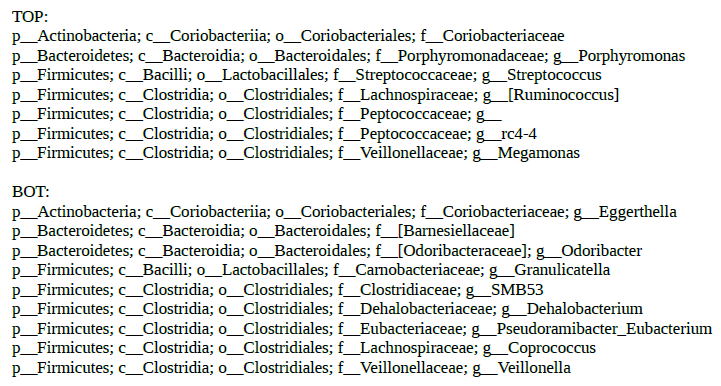 TOP:
p__Actinobacteria; c__Coriobacteriia; o__Coriobacteriales; f__Coriobacteriaceae
p__Bacteroidetes; c__Bacteroidia; o__Bacteroidales; f__Porphyromonadaceae; g__Porphyromonas
p__Firmicutes; c__Bacilli; o__Lactobacillales; f__Streptococcaceae; g__Streptococcus
p__Firmicutes; c__Clostridia; o__Clostridiales; f__Lachnospiraceae; g__[Ruminococcus]
p__Firmicutes; c__Clostridia; o__Clostridiales; f__Peptococcaceae; g__
p__Firmicutes; c__Clostridia; o__Clostridiales; f__Peptococcaceae; g__rc4-4
p__Firmicutes; c__Clostridia; o__Clostridiales; f__Veillonellaceae; g__Megamonas
BOT:
p__Actinobacteria; c__Coriobacteriia; o__Coriobacteriales; f__Coriobacteriaceae; g__Eggerthella
p__Bacteroidetes; c__Bacteroidia; o__Bacteroidales; f__[Barnesiellaceae]
p__Bacteroidetes; c__Bacteroidia; o__Bacteroidales; f__[Odoribacteraceae]; g__Odoribacter
p__Firmicutes; c__Bacilli; o__Lactobacillales; f__Carnobacteriaceae; g__Granulicatella
p__Firmicutes; c__Clostridia; o__Clostridiales; f__Clostridiaceae; g__SMB53
p__Firmicutes; c__Clostridia; o__Clostridiales; f__Dehalobacteriaceae; g__Dehalobacterium
p__Firmicutes; c__Clostridia; o__Clostridiales; f__Eubacteriaceae; g__Pseudoramibacter_Eubacterium
p__Firmicutes; c__Clostridia; o__Clostridiales; f__Lachnospiraceae; g__Coprococcus
p__Firmicutes; c__Clostridia; o__Clostridiales; f__Veillonellaceae; g__Veillonella